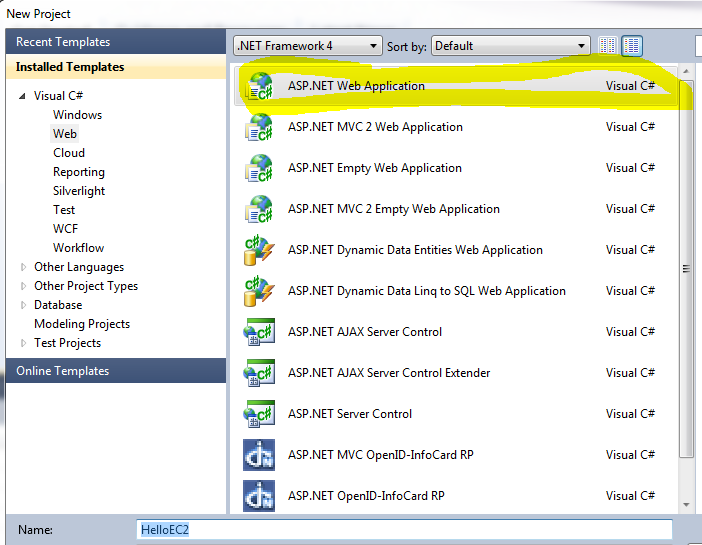 New Project
Recent Templates
Installed Templates
Visual C#
Windows
Web
Cloud
Reporting
Silverlight
Test
WCF
Workflow
Other Languages
Other Project Types
Database
Modeling Projects
Test Projects
Online Templates
.NET Framework 4 Sort by: Default
ASP.NET Web Application Visual C#
ASP.NET MVC 2 Web Application Visual C#
ASP.NET Empty Web Application Visual C#
ASP.NET MVC 2 Empty Web Application Visual C#
ASP.NET Dynamic Data Entities Web Application Visual C#
ASP.NET Dynamic Data Linq to SQL Web Application Visual C#
ASP.NET AJAX Server Control Visual C#
ASP.NET AJAX Server Control Extender Visual C#
ASP.NET Server Control Visual C#
ASP.NET MVC OpenID-InfoCard RP Visual C#
ASP.NET OpenID-InfoCard RP Visual C#
Name: HelloEC2